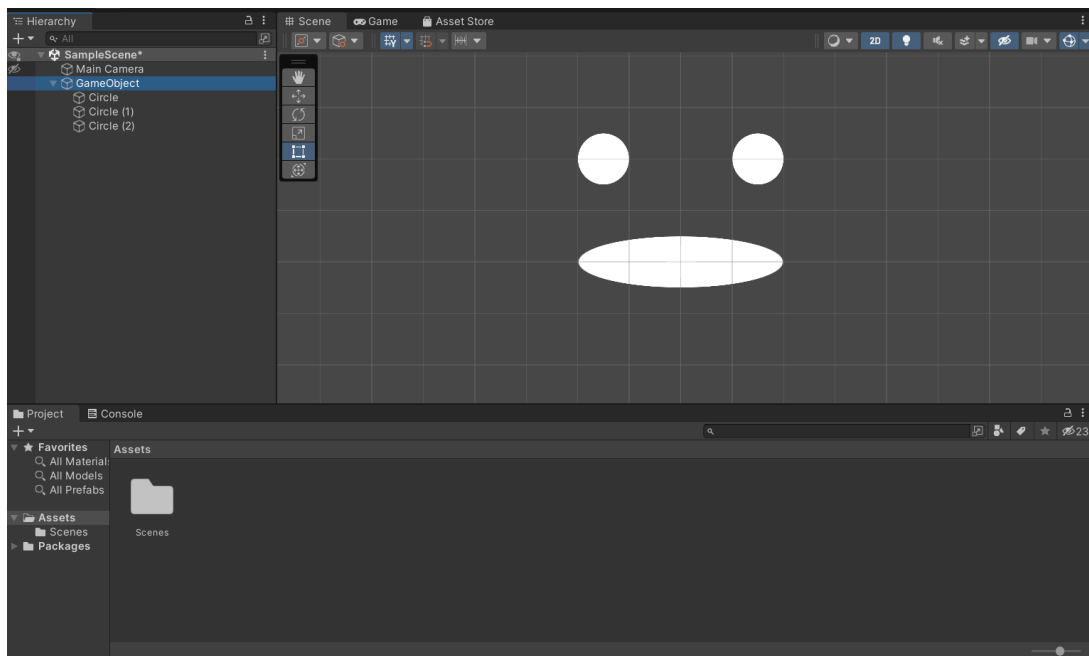 Hierarchy
All
SampleScene*
Main Camera
GameObject
Circle
Circle (1)
Circle (2)
Scene Game Asset Store
2D
Project Console
23
Favorites
All Material
All Models
All Prefabs
Assets
Scenes
Packages
Assets
Scenes